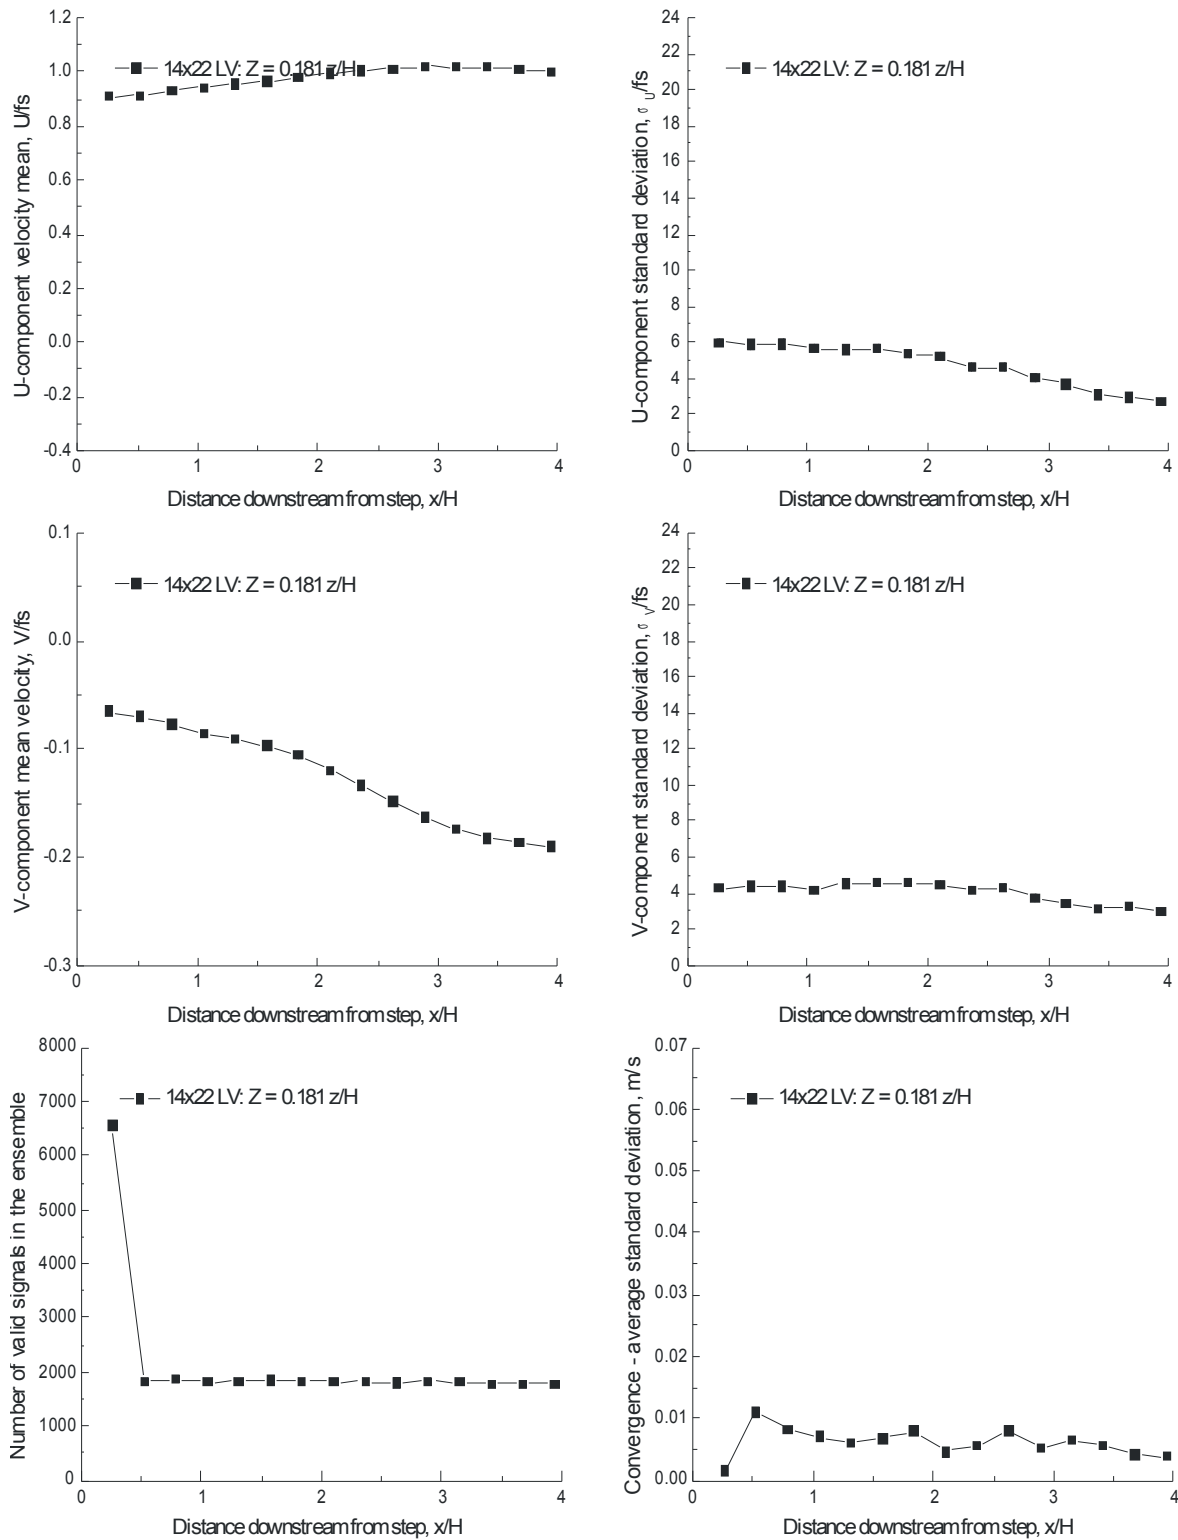 1.2
1.0
0.8
0.6
0.4
0.2
0.0
-0.2
-0.4
U-component velocity mean, U/fs
14x22 LV: Z = 0.181 z/H
0 1 2 3 4
Distance downstream from step, x/H
24
22
20
18
16
14
12
10
8
6
4
2
0
U-component standard deviation, σU/fs
14x22 LV: Z = 0.181 z/H
0 1 2 3 4
Distance downstream from step, x/H
0.1
0.0
-0.1
-0.2
-0.3
V-component mean velocity, V/fs
14x22 LV: Z = 0.181 z/H
0 1 2 3 4
Distance downstream from step, x/H
24
22
20
18
16
14
12
10
8
6
4
2
0
V-component standard deviation, σV/fs
14x22 LV: Z = 0.181 z/H
0 1 2 3 4
Distance downstream from step, x/H
8000
7000
6000
5000
4000
3000
2000
1000
0
Number of valid signals in the ensemble
14x22 LV: Z = 0.181 z/H
0 1 2 3 4
Distance downstream from step, x/H
0.07
0.06
0.05
0.04
0.03
0.02
0.01
0.00
Convergence - average standard deviation, m/s
14x22 LV: Z = 0.181 z/H
0 1 2 3 4
Distance downstream from step, x/H